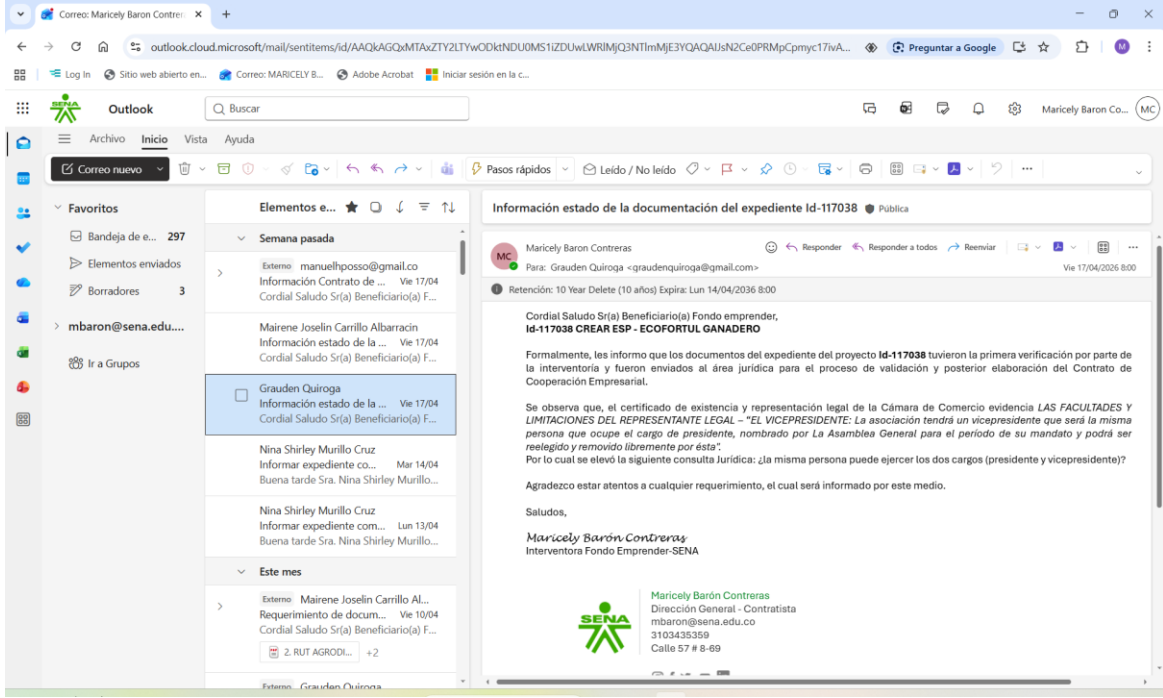 Correo: Maricely Baron Contrer
outlook.cloud.microsoft/mail/sentitems/id/
Preguntar a Google
M
Log In
Sitio web abierto en...
Correo: MARICELY B...
Adobe Acrobat
Iniciar sesión en la c...
SENA
Outlook
Buscar
Maricely Baron Co...
MC
Archivo Inicio Vista Ayuda
Correo nuevo
Pasos rápidos
Leído / No leído
Favoritos
Bandeja de e... 297
Elementos enviados
Borradores 3
mbaron@sena.edu....
Ir a Grupos
Elementos e...
Semana pasada
Externo manuelhposso@gmail.co
Información Contrato de ... Vie 17/04
Cordial Saludo Sr(a) Beneficiario(a) F...
Mairene Joselin Carrillo Albarracin
Información estado de la ... Vie 17/04
Cordial Saludo Sr(a) Beneficiario(a) F...
Grauden Quiroga
Información estado de la ... Vie 17/04
Cordial Saludo Sr(a) Beneficiario(a) F...
Nina Shirley Murillo Cruz
Informar expediente co... Mar 14/04
Buena tarde Sra. Nina Shirley Murillo...
Nina Shirley Murillo Cruz
Informar expediente com... Lun 13/04
Buena tarde Sra. Nina Shirley Murillo...
Este mes
Externo Mairene Joselin Carrillo Al...
Requerimiento de docum... Vie 10/04
Cordial Saludo Sr(a) Beneficiario(a) F...
2. RUT AGRODI... +2
Externo Grauden Quiroga
Información estado de la documentación del expediente Id-117038 Pública
MC
Maricely Baron Contreras
Responder Responder a todos Reenviar
Para: Grauden Quiroga <graudenquiroga@gmail.com>
Vie 17/04/2026 8:00
Retención: 10 Year Delete (10 años) Expira: Lun 14/04/2036 8:00
Cordial Saludo Sr(a) Beneficiario(a) Fondo emprender,
Id-117038 CREAR ESP - ECOFORTUL GANADERO
Formalmente, les informo que los documentos del expediente del proyecto Id-117038 tuvieron la primera verificación por parte de
la interventoría y fueron enviados al área jurídica para el proceso de validación y posterior elaboración del Contrato de
Cooperación Empresarial.
Se observa que, el certificado de existencia y representación legal de la Cámara de Comercio evidencia LAS FACULTADES Y
LIMITACIONES DEL REPRESENTANTE LEGAL – “EL VICEPRESIDENTE: La asociación tendrá un vicepresidente que será la misma
persona que ocupe el cargo de presidente, nombrado por La Asamblea General para el período de su mandato y podrá ser
reelegido y removido libremente por ésta”.
Por lo cual se elevó la siguiente consulta Jurídica: ¿la misma persona puede ejercer los dos cargos (presidente y vicepresidente)?
Agradezco estar atentos a cualquier requerimiento, el cual será informado por este medio.
Saludos,
Maricely Barón Contreras
Interventora Fondo Emprender-SENA
SENA
Maricely Barón Contreras
Dirección General - Contratista
mbaron@sena.edu.co
3103435359
Calle 57 # 8-69